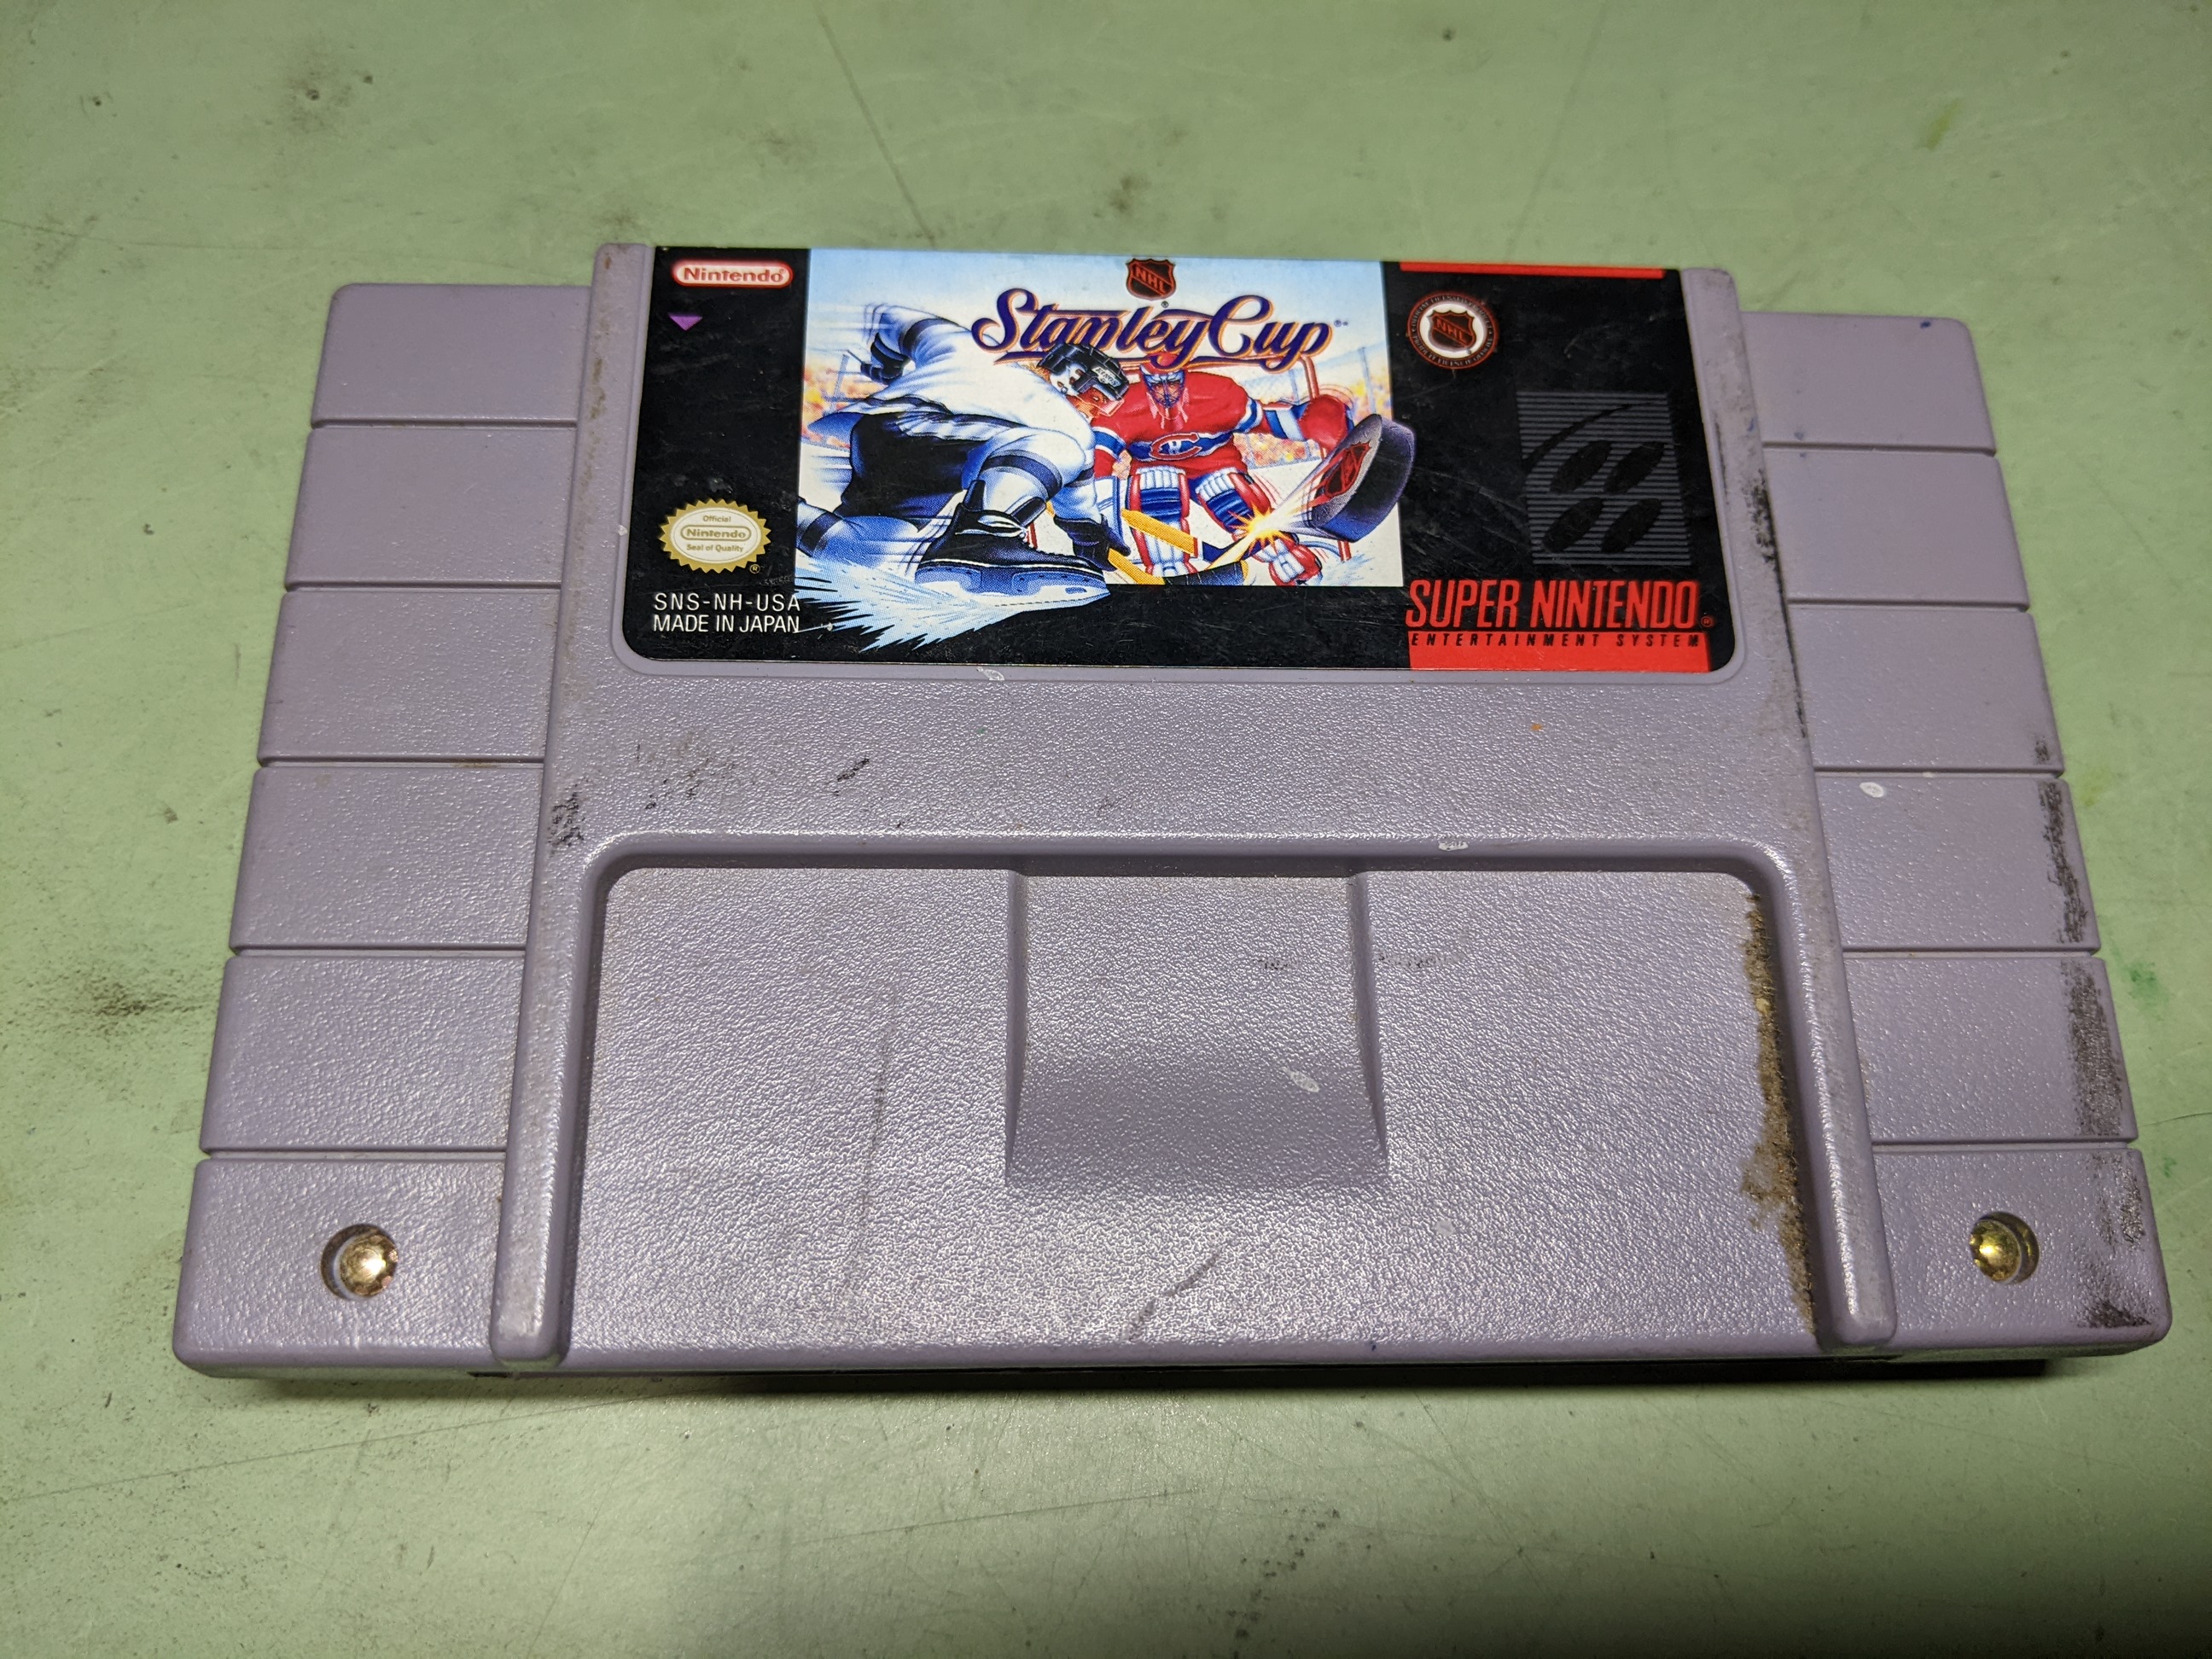 Nintendo®
NHL
®
Stanley Cup
NHL
C
H
Official
Nintendo
Seal of Quality
®
SNS-NH-USA
MADE IN JAPAN
SUPER NINTENDO®
ENTERTAINMENT SYSTEM